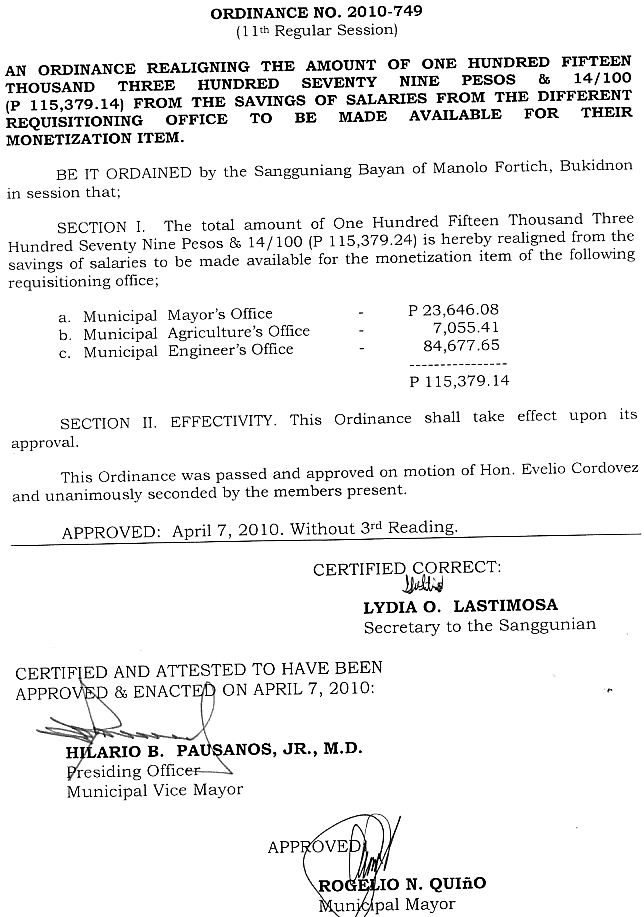 ORDINANCE NO. 2010-749
(11th Regular Session)
AN ORDINANCE REALIGNING THE AMOUNT OF ONE HUNDRED FIFTEEN
THOUSAND THREE HUNDRED SEVENTY NINE PESOS & 14/100
(P 115,379.14) FROM THE SAVINGS OF SALARIES FROM THE DIFFERENT
REQUISITIONING OFFICE TO BE MADE AVAILABLE FOR THEIR
MONETIZATION ITEM.
BE IT ORDAINED by the Sangguniang Bayan of Manolo Fortich, Bukidnon
in session that;
SECTION I. The total amount of One Hundred Fifteen Thousand Three
Hundred Seventy Nine Pesos & 14/100 (P 115,379.24) is hereby realigned from the
savings of salaries to be made available for the monetization item of the following
requisitioning office;
a. Municipal Mayor's Office - P 23,646.08
b. Municipal Agriculture's Office - 7,055.41
c. Municipal Engineer's Office - 84,677.65
----------------
P 115,379.14
SECTION II. EFFECTIVITY. This Ordinance shall take effect upon its
approval.
This Ordinance was passed and approved on motion of Hon. Evelio Cordovez
and unanimously seconded by the members present.
APPROVED: April 7, 2010. Without 3rd Reading.
CERTIFIED CORRECT:
LYDIA O. LASTIMOSA
Secretary to the Sanggunian
CERTIFIED AND ATTESTED TO HAVE BEEN
APPROVED & ENACTED ON APRIL 7, 2010:
HILARIO B. PAUSANOS, JR., M.D.
Presiding Officer
Municipal Vice Mayor
APPROVED
ROGELIO N. QUIñO
Municipal Mayor